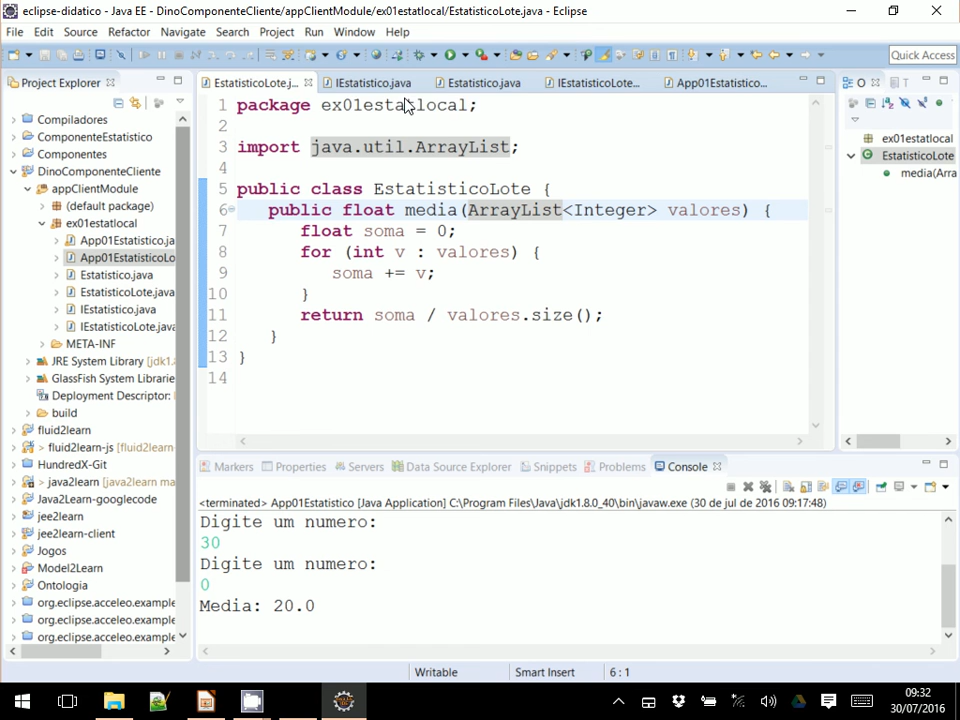 eclipse-didatico - Java EE - DinoComponenteCliente/appClientModule/ex01estatlocal/EstatisticoLote.java - Eclipse
File Edit Source Refactor Navigate Search Project Run Window Help
Quick Access
Project Explorer
EstatisticoLote.j... IEstatistico.java Estatistico.java IEstatisticoLote... App01Estatistico... O T
Compiladores
ComponenteEstatistico
Componentes
DinoComponenteCliente
appClientModule
(default package)
ex01estatlocal
App01Estatistico.ja
App01EstatisticoLo
Estatistico.java
EstatisticoLote.java
IEstatistico.java
IEstatisticoLote.java
META-INF
JRE System Library [jdk1.
GlassFish System Librarie
Deployment Descriptor:
build
fluid2learn
> fluid2learn-js [fluid2learn-
HundredX-Git
> java2learn [java2learn ma
Java2Learn-googlecode
jee2learn
jee2learn-client
Jogos
Model2Learn
Ontologia
org.eclipse.acceleo.example
org.eclipse.acceleo.example
org.eclipse.acceleo.example
1 package ex01estatlocal;
2
3 import java.util.ArrayList;
4
5 public class EstatisticoLote {
6 public float media(ArrayList<Integer> valores) {
7 float soma = 0;
8 for (int v : valores) {
9 soma += v;
10 }
11 return soma / valores.size();
12 }
13 }
14
ex01estatlocal
EstatisticoLote
media(Arra
Markers Properties Servers Data Source Explorer Snippets Problems Console
<terminated> App01Estatistico [Java Application] C:\Program Files\Java\jdk1.8.0_40\bin\javaw.exe (30 de jul de 2016 09:17:48)
Digite um numero:
30
Digite um numero:
0
Media: 20.0
Writable Smart Insert 6 : 1
09:32
30/07/2016